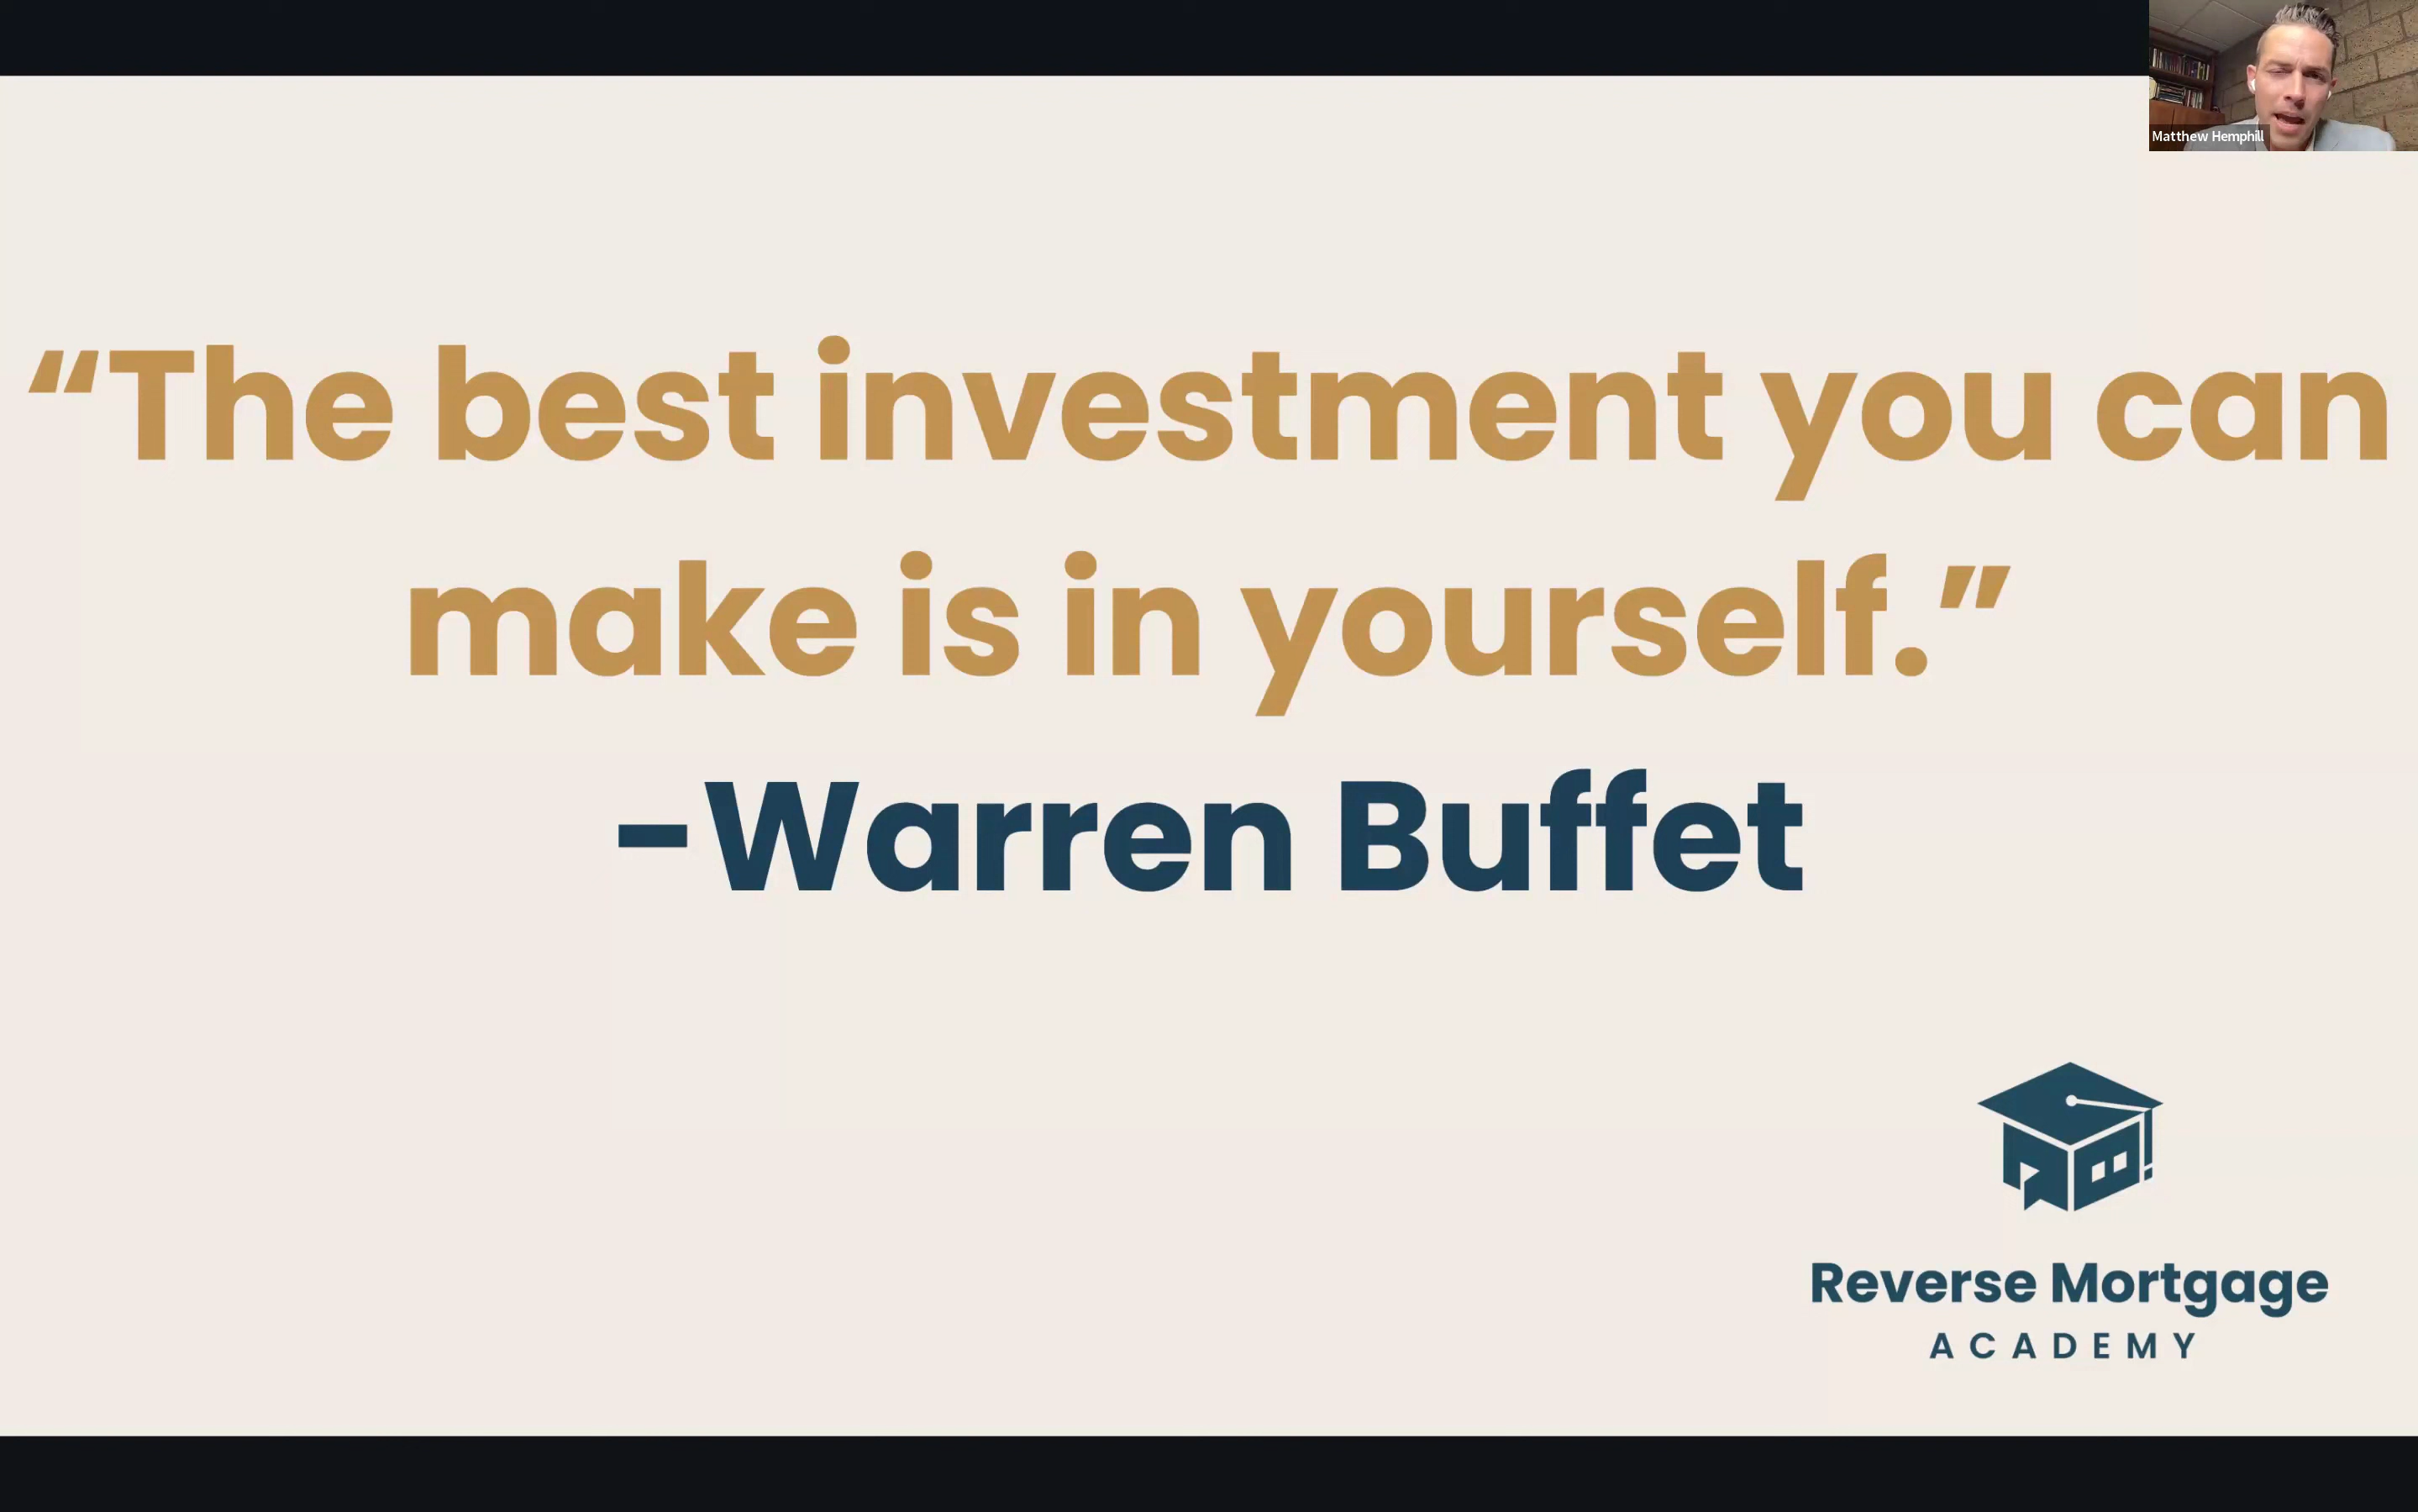 Matthew Hemphill
“The best investment you can
make is in yourself.”
-Warren Buffet
Reverse Mortgage
ACADEMY